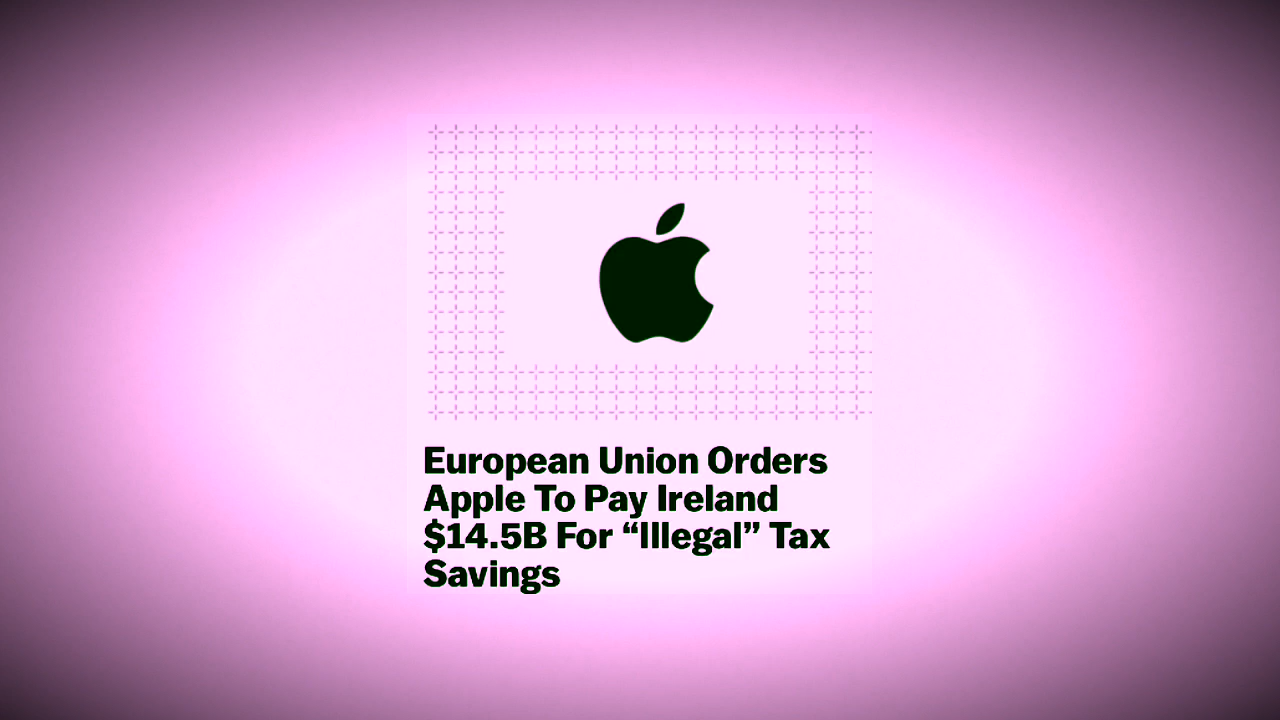 European Union Orders
Apple To Pay Ireland
$14.5B For “Illegal” Tax
Savings